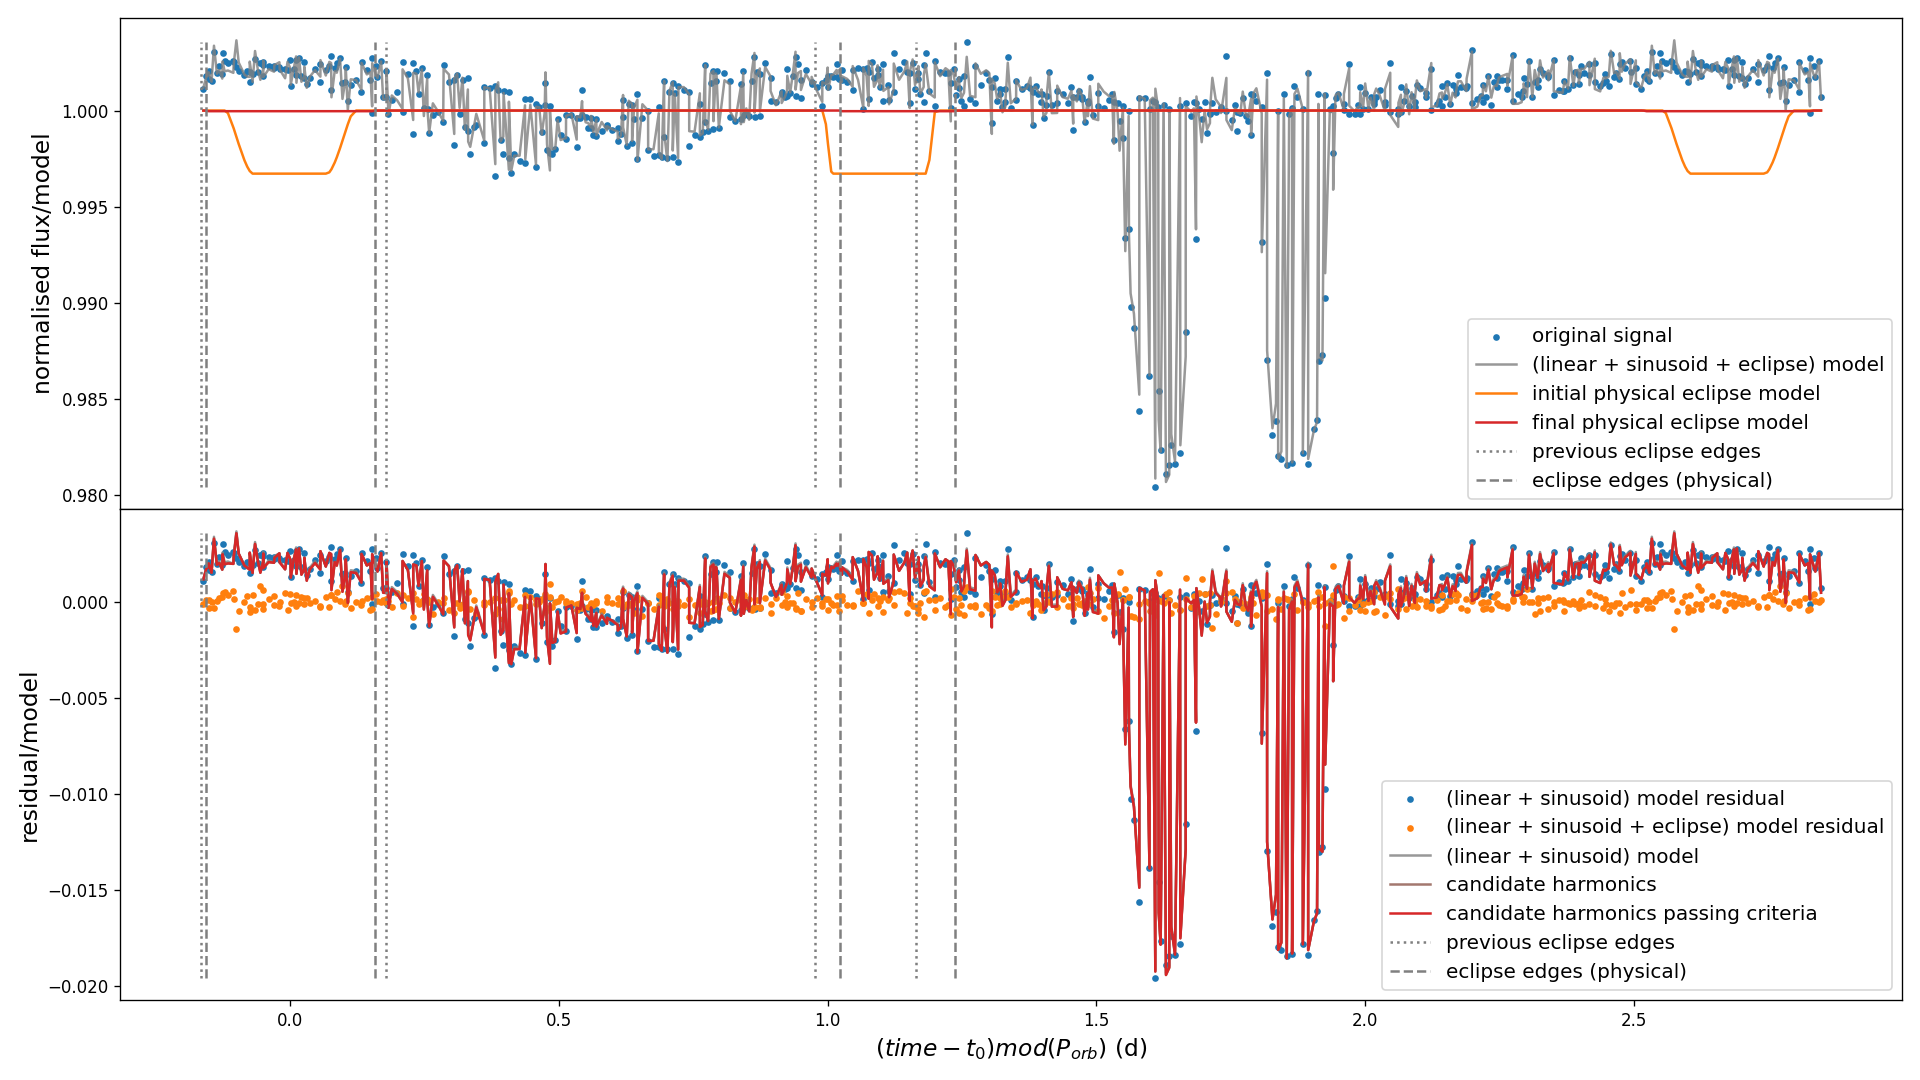 normalised flux/model
1.000
0.995
0.990
0.985
0.980
original signal
(linear + sinusoid + eclipse) model
initial physical eclipse model
final physical eclipse model
previous eclipse edges
eclipse edges (physical)
residual/model
0.000
−0.005
−0.010
−0.015
−0.020
(linear + sinusoid) model residual
(linear + sinusoid + eclipse) model residual
(linear + sinusoid) model
candidate harmonics
candidate harmonics passing criteria
previous eclipse edges
eclipse edges (physical)
0.0 0.5 1.0 1.5 2.0 2.5
(time − t₀)mod(P_orb) (d)